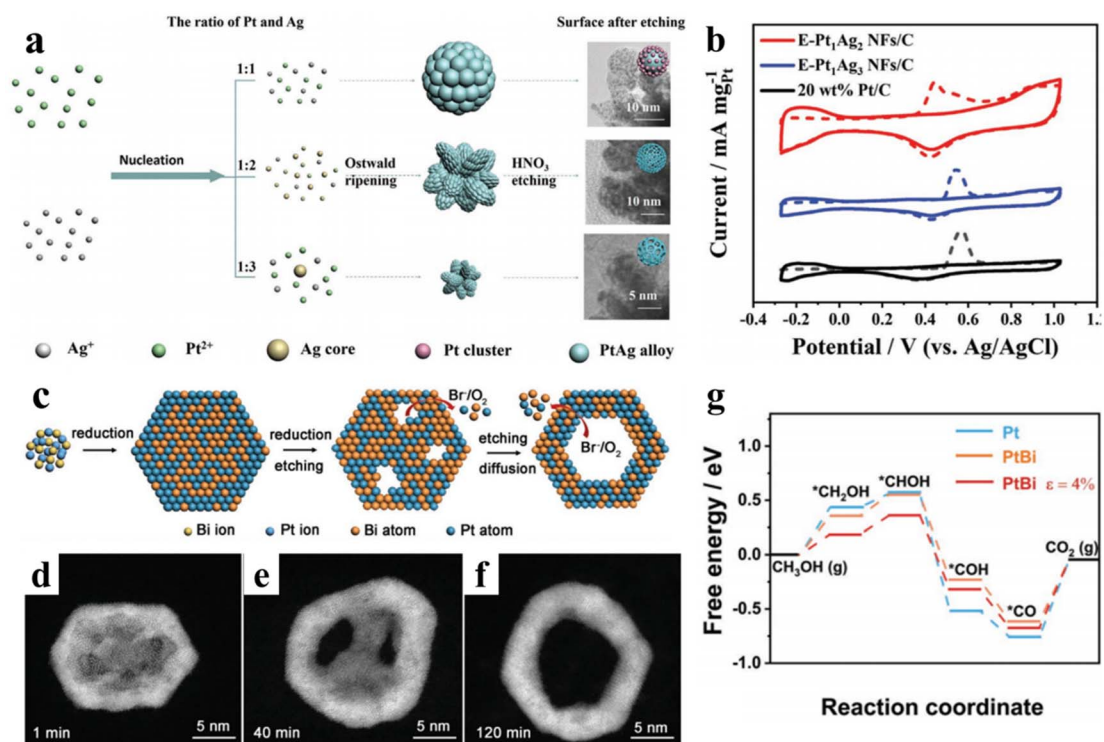 a
The ratio of Pt and Ag
Surface after etching
1:1
10 nm
Nucleation
1:2
Ostwald
ripening
HNO₃
etching
10 nm
1:3
5 nm
Ag⁺
Pt²⁺
Ag core
Pt cluster
PtAg alloy
b
E-Pt₁Ag₂ NFs/C
E-Pt₁Ag₃ NFs/C
20 wt% Pt/C
Current / mA mg⁻¹Pt
-0.4 -0.2 0.0 0.2 0.4 0.6 0.8 1.0 1.
Potential / V (vs. Ag/AgCl)
c
reduction
reduction
etching
Br⁻/O₂
etching
diffusion
Br⁻/O₂
Bi ion
Pt ion
Bi atom
Pt atom
d
1 min
5 nm
e
40 min
5 nm
f
120 min
5 nm
g
Pt
PtBi
PtBi ε = 4%
Free energy / eV
1.0
0.5
0.0
-0.5
-1.0
CH₃OH (g)
*CH₂OH
*CHOH
*COH
*CO
CO₂ (g)
Reaction coordinate